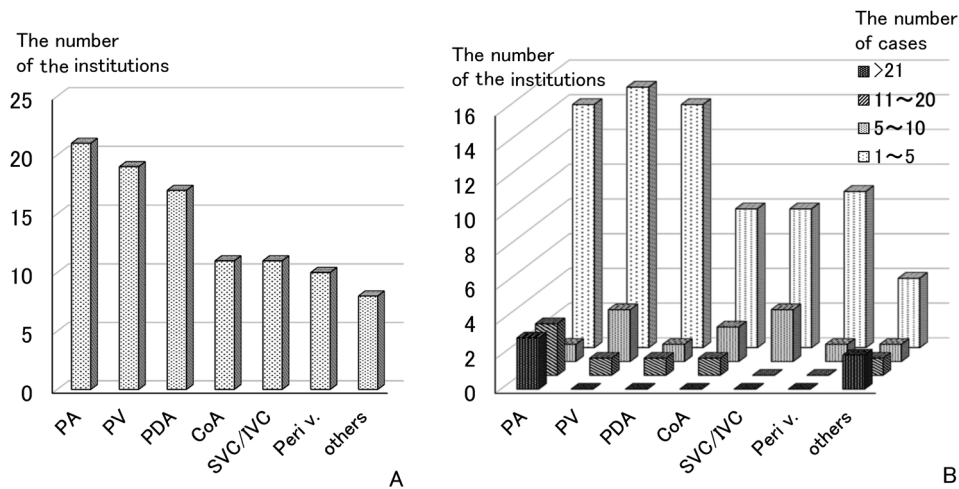 The number
of the institutions
25
20
15
10
5
0
PA
PV
PDA
CoA
SVC/IVC
Peri v.
others
A
The number
of the institutions
16
14
12
10
8
6
4
2
0
PA
PV
PDA
CoA
SVC/IVC
Peri v.
others
The number
of cases
>21
11～20
5～10
1～5
B